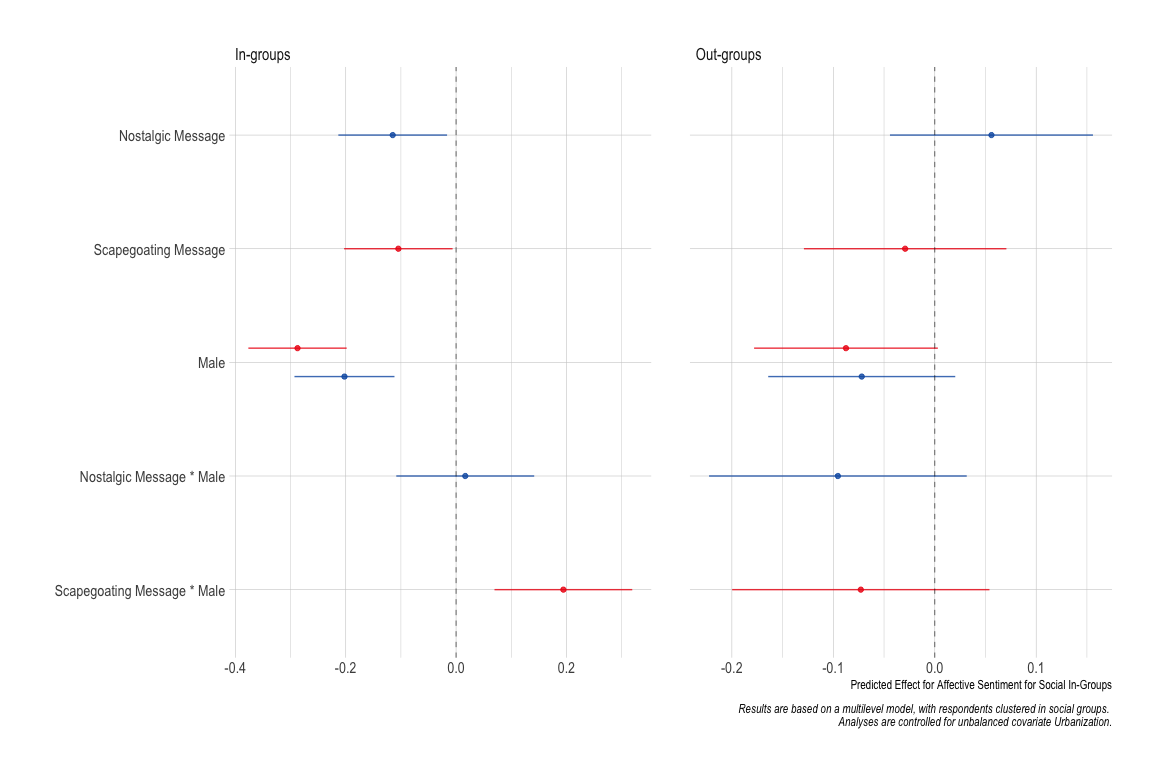 In-groups
Out-groups
Nostalgic Message
Scapegoating Message
Male
Nostalgic Message * Male
Scapegoating Message * Male
-0.4 -0.2 0.0 0.2
-0.2 -0.1 0.0 0.1
Predicted Effect for Affective Sentiment for Social In-Groups
Results are based on a multilevel model, with respondents clustered in social groups.
Analyses are controlled for unbalanced covariate Urbanization.